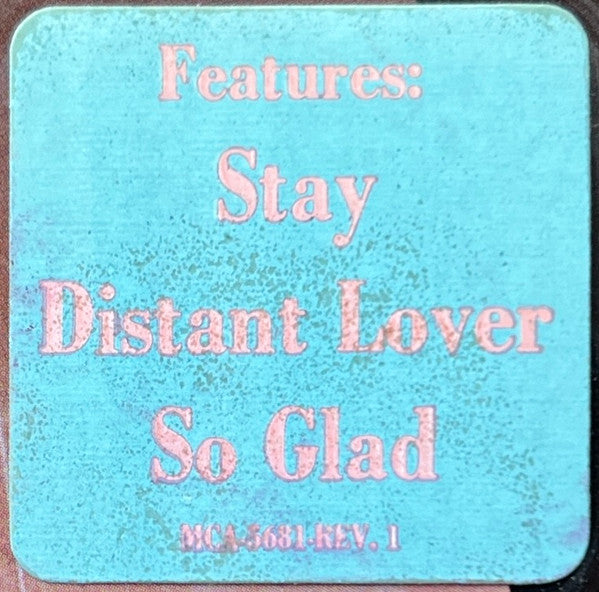 Features:
Stay
Distant Lover
So Glad
MCA-5681-REV. 1